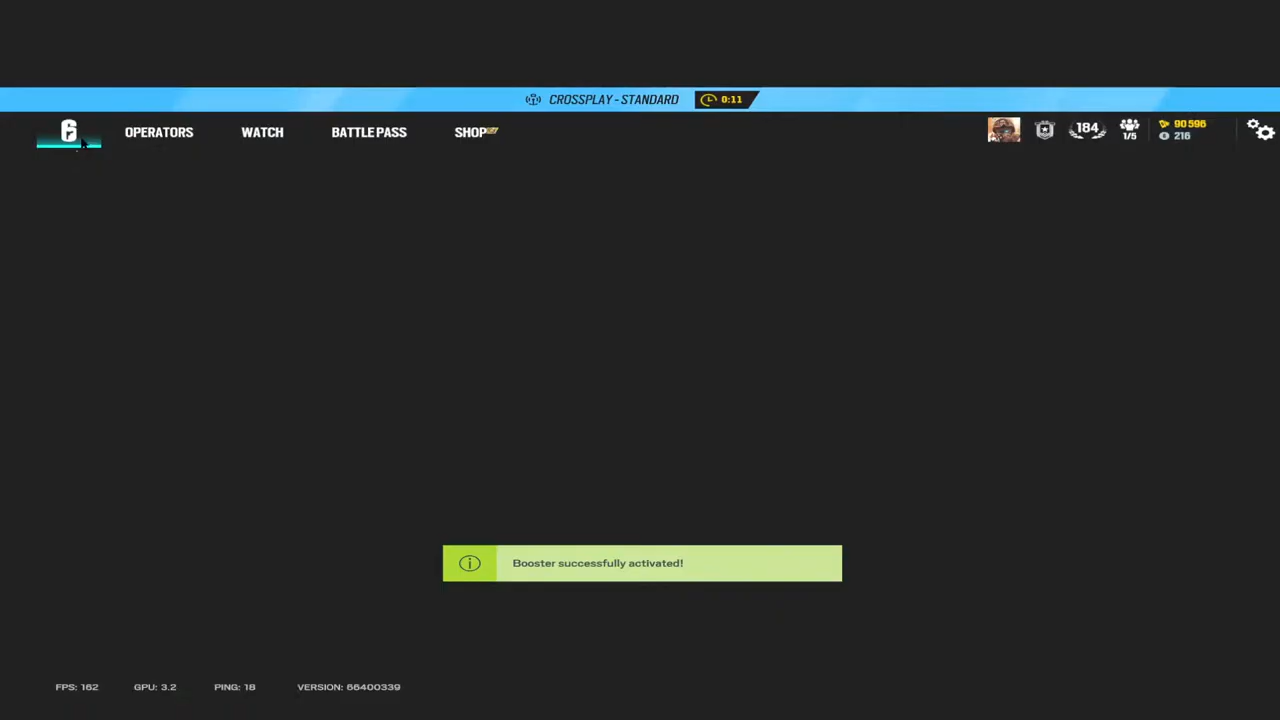 CROSSPLAY - STANDARD 0:11
6 OPERATORS WATCH BATTLE PASS SHOP 184 1/5 90 596
216
Booster successfully activated!
FPS: 162 GPU: 3.2 PING: 18 VERSION: 66400339